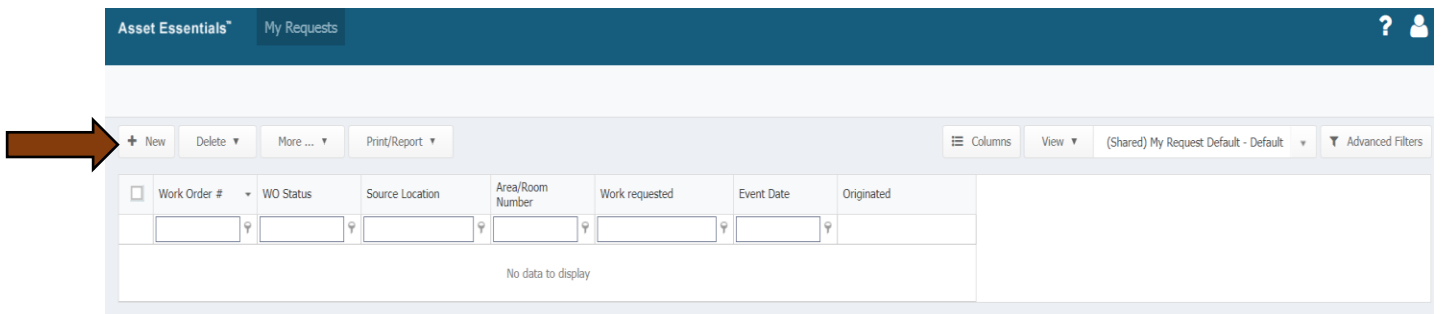 Asset Essentials™ My Requests ?
+ New Delete ▼ More ... ▼ Print/Report ▼ Columns View ▼ (Shared) My Request Default - Default ▼ Advanced Filters
Work Order # WO Status Source Location Area/Room Number Work requested Event Date Originated
No data to display